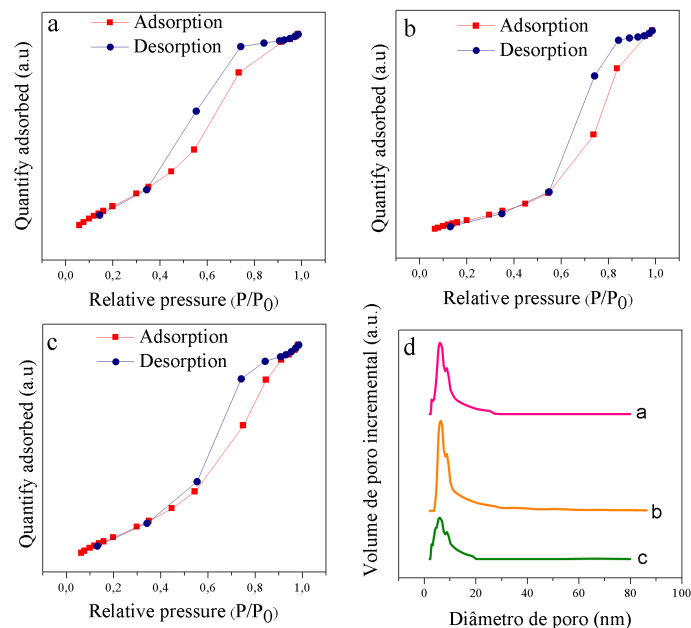 a
Adsorption
Desorption
Quantify adsorbed (a.u)
0,0 0,2 0,4 0,6 0,8 1,0
Relative pressure (P/P0)
b
Adsorption
Desorption
Quantify adsorbed (a.u)
0,0 0,2 0,4 0,6 0,8 1,0
Relative pressure (P/P0)
c
Adsorption
Desorption
Quantify adsorbed (a.u)
0,0 0,2 0,4 0,6 0,8 1,0
Relative pressure (P/P0)
d
a
b
c
Volume de poro incremental (a.u.)
0 20 40 60 80 100
Diâmetro de poro (nm)